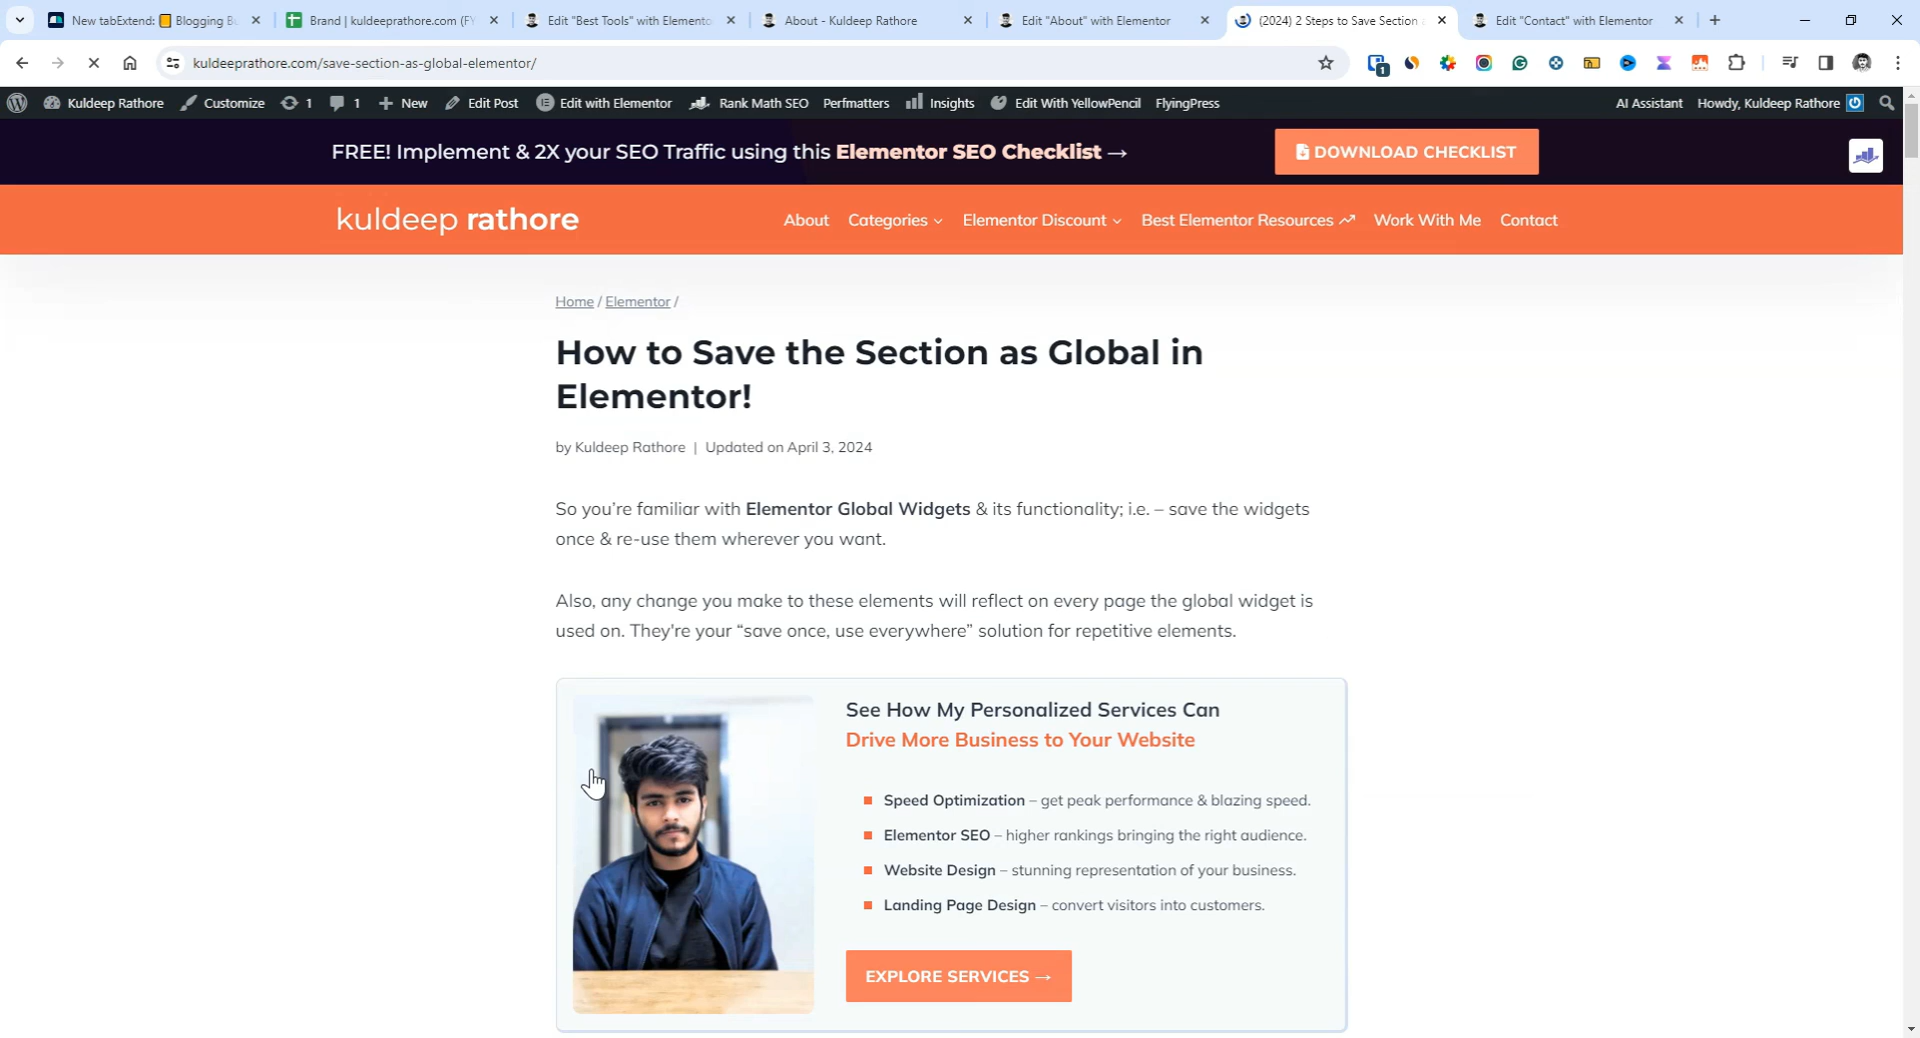 New tabExtend: Blogging Bu
Brand | kuldeeprathore.com (FY
Edit "Best Tools" with Elemento
About - Kuldeep Rathore
Edit "About" with Elementor
(2024) 2 Steps to Save Section
Edit "Contact" with Elementor
kuldeeprathore.com/save-section-as-global-elementor/
1
Kuldeep Rathore
Customize
1
1
New
Edit Post
Edit with Elementor
Rank Math SEO
Perfmatters
Insights
Edit With YellowPencil
FlyingPress
AI Assistant
Howdy, Kuldeep Rathore
FREE! Implement & 2X your SEO Traffic using this Elementor SEO Checklist →
DOWNLOAD CHECKLIST
kuldeep rathore
About
Categories
Elementor Discount
Best Elementor Resources
Work With Me
Contact
Home / Elementor /
How to Save the Section as Global in
Elementor!
by Kuldeep Rathore | Updated on April 3, 2024
So you’re familiar with Elementor Global Widgets & its functionality; i.e. – save the widgets
once & re-use them wherever you want.
Also, any change you make to these elements will reflect on every page the global widget is
used on. They're your “save once, use everywhere” solution for repetitive elements.
See How My Personalized Services Can
Drive More Business to Your Website
Speed Optimization – get peak performance & blazing speed.
Elementor SEO – higher rankings bringing the right audience.
Website Design – stunning representation of your business.
Landing Page Design – convert visitors into customers.
EXPLORE SERVICES →